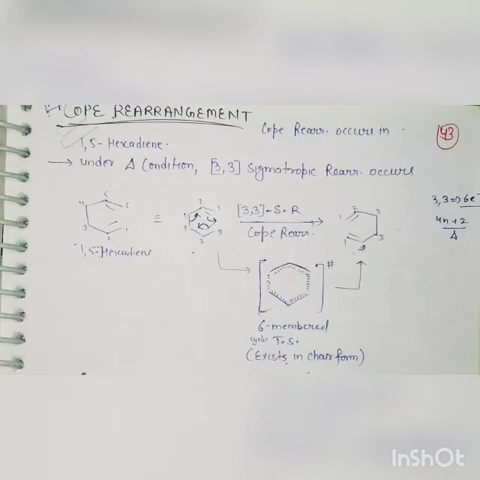 COPE REARRANGEMENT
Cope Rearr. occurs in
1,5-Hexadiene.
43
→ Under Δ Condition, [3,3] Sigmatropic Rearr. occurs
3,3 => 6e⁻
4n+2
Δ
≡
[3,3]-S.R
Cope Rearr.
1,5-Hexadiene
#
6-membered
cyclic T.S.
(Exists in chair form)
InShOt